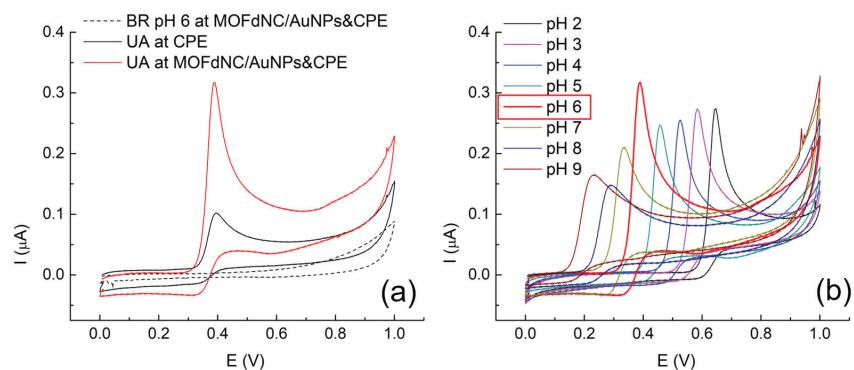 BR pH 6 at MOFdNC/AuNPs&CPE
UA at CPE
UA at MOFdNC/AuNPs&CPE
0.4
0.3
0.2
0.1
0.0
I (µA)
0.0 0.2 0.4 0.6 0.8 1.0
E (V)
(a)
pH 2
pH 3
pH 4
pH 5
pH 6
pH 7
pH 8
pH 9
0.4
0.3
0.2
0.1
0.0
I (µA)
0.0 0.2 0.4 0.6 0.8 1.0
E (V)
(b)